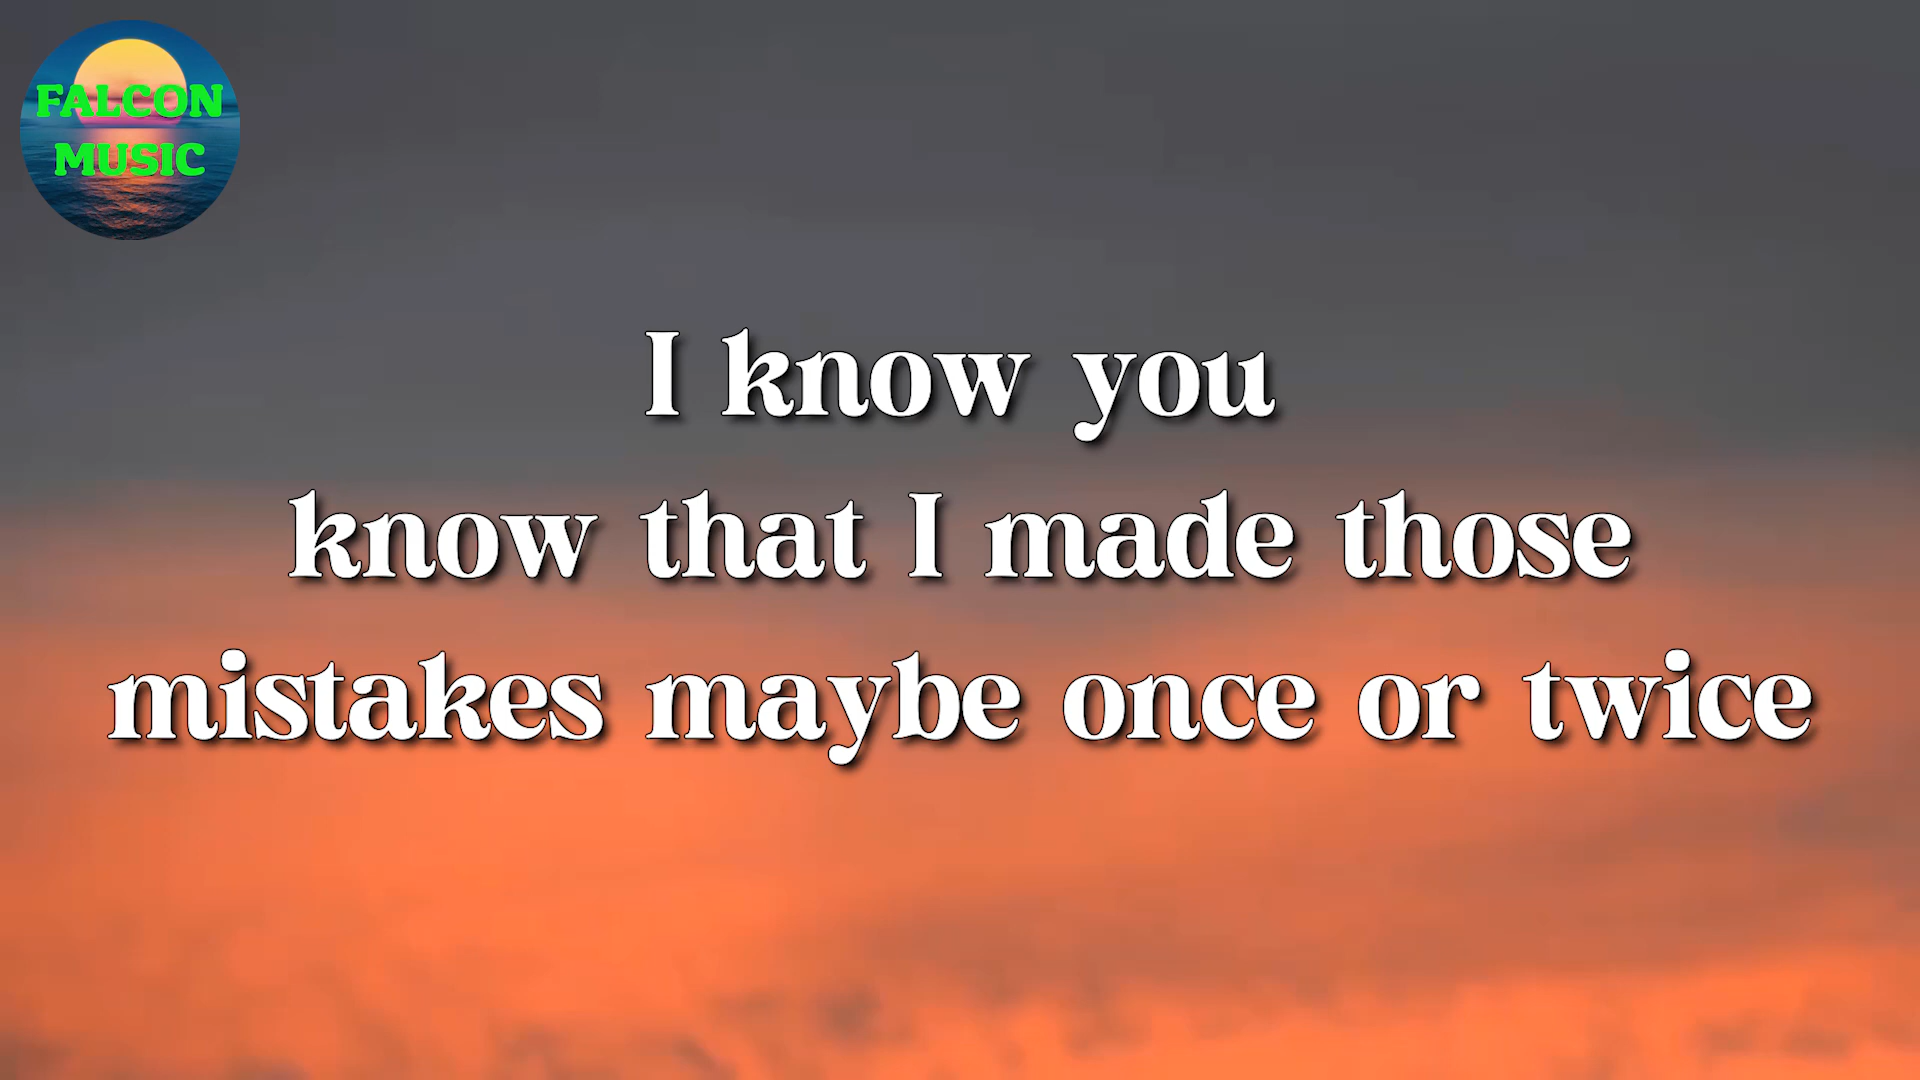 FALCON
MUSIC
I know you
know that I made those
mistakes maybe once or twice